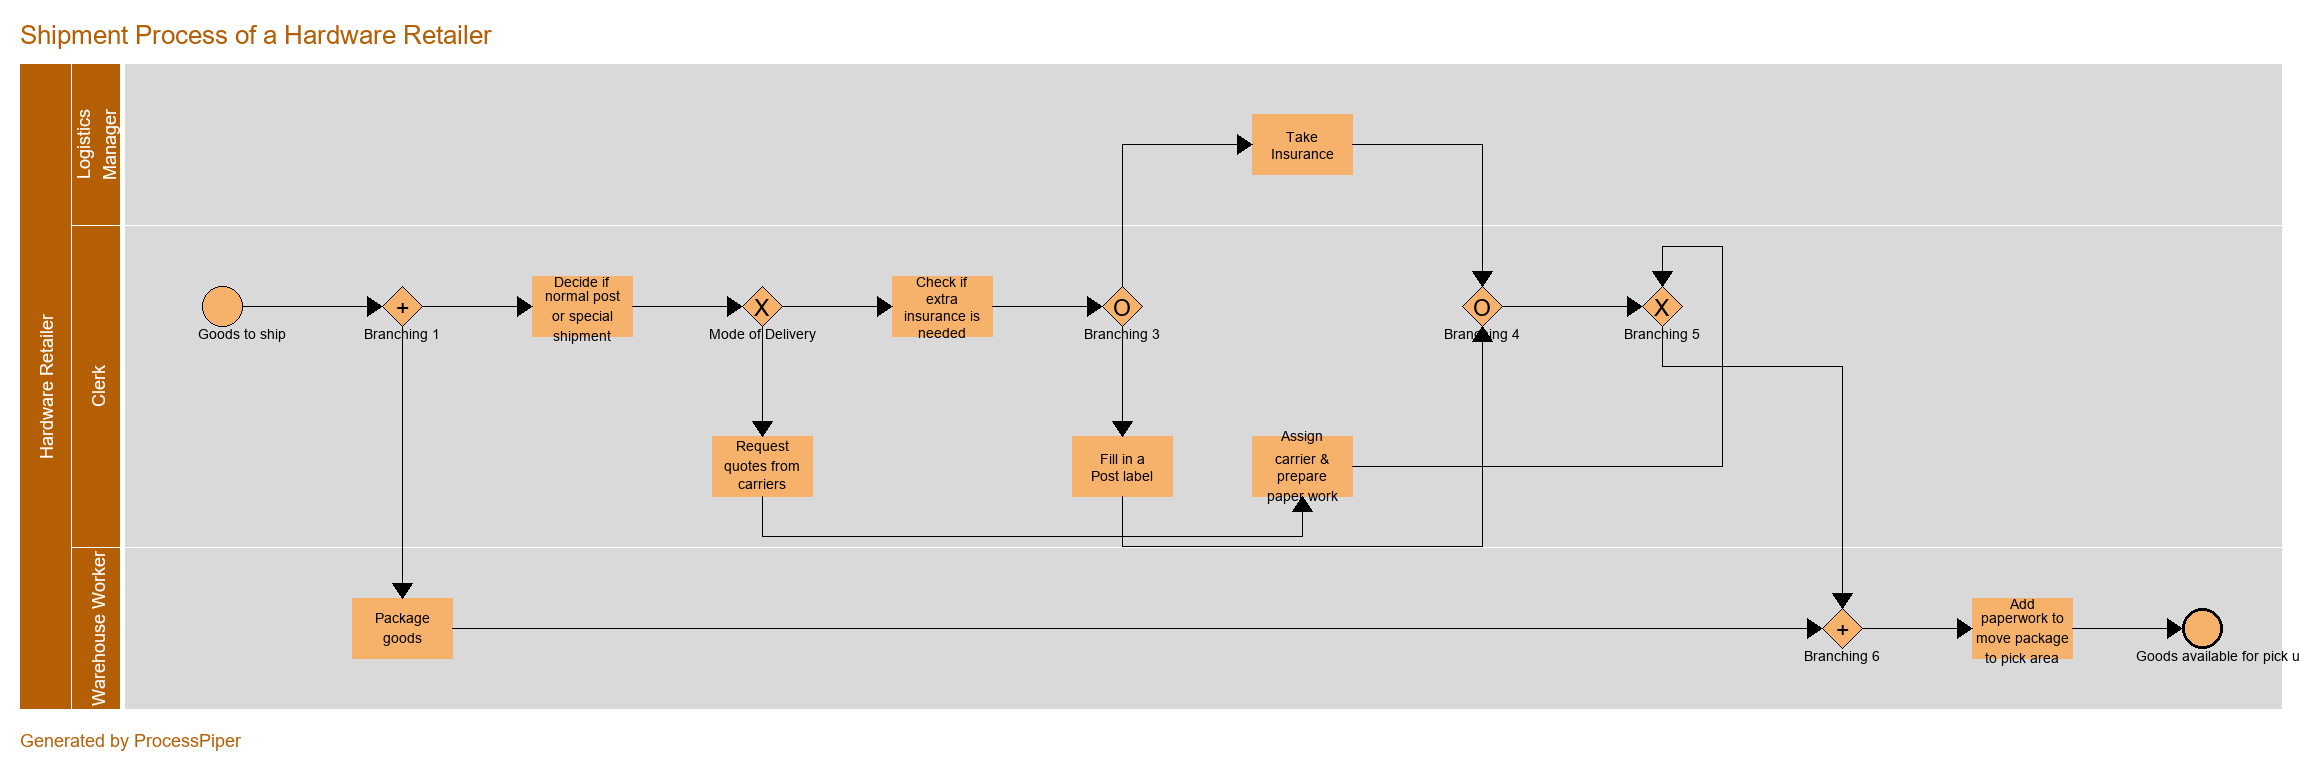 Shipment Process of a Hardware Retailer
Hardware Retailer
Logistics
Manager
Take
Insurance
Clerk
Goods to ship
+
Branching 1
Decide if
normal post
or special
shipment
X
Mode of Delivery
Check if
extra
insurance is
needed
O
Branching 3
O
Branching 4
X
Branching 5
Request
quotes from
carriers
Fill in a
Post label
Assign
carrier &
prepare
paper work
Warehouse Worker
Package
goods
+
Branching 6
Add
paperwork to
move package
to pick area
Goods available for pick u
Generated by ProcessPiper